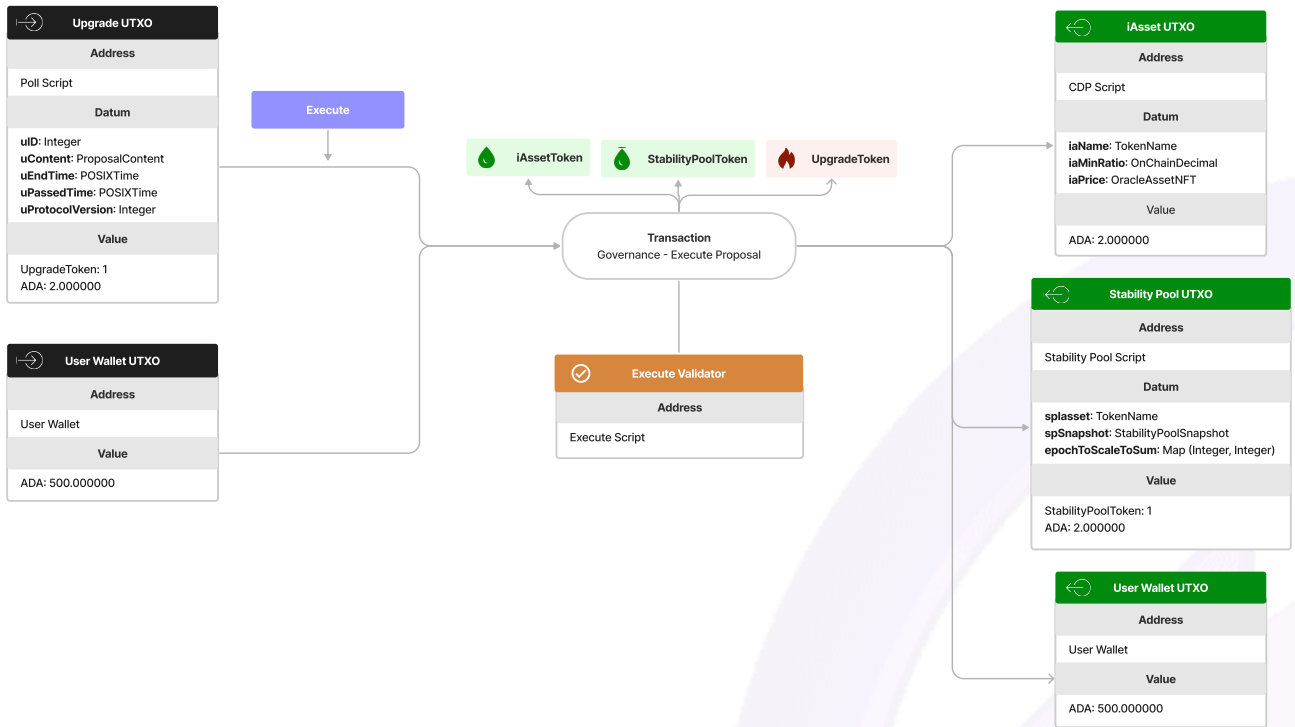 Upgrade UTXO
Address
Poll Script
Datum
uID: Integer
uContent: ProposalContent
uEndTime: POSIXTime
uPassedTime: POSIXTime
uProtocolVersion: Integer
Value
UpgradeToken: 1
ADA: 2.000000
User Wallet UTXO
Address
User Wallet
Value
ADA: 500.000000
Execute
iAssetToken
StabilityPoolToken
UpgradeToken
Transaction
Governance - Execute Proposal
Execute Validator
Address
Execute Script
iAsset UTXO
Address
CDP Script
Datum
iaName: TokenName
iaMinRatio: OnChainDecimal
iaPrice: OracleAssetNFT
Value
ADA: 2.000000
Stability Pool UTXO
Address
Stability Pool Script
Datum
spIasset: TokenName
spSnapshot: StabilityPoolSnapshot
epochToScaleToSum: Map (Integer, Integer)
Value
StabilityPoolToken: 1
ADA: 2.000000
User Wallet UTXO
Address
User Wallet
Value
ADA: 500.000000